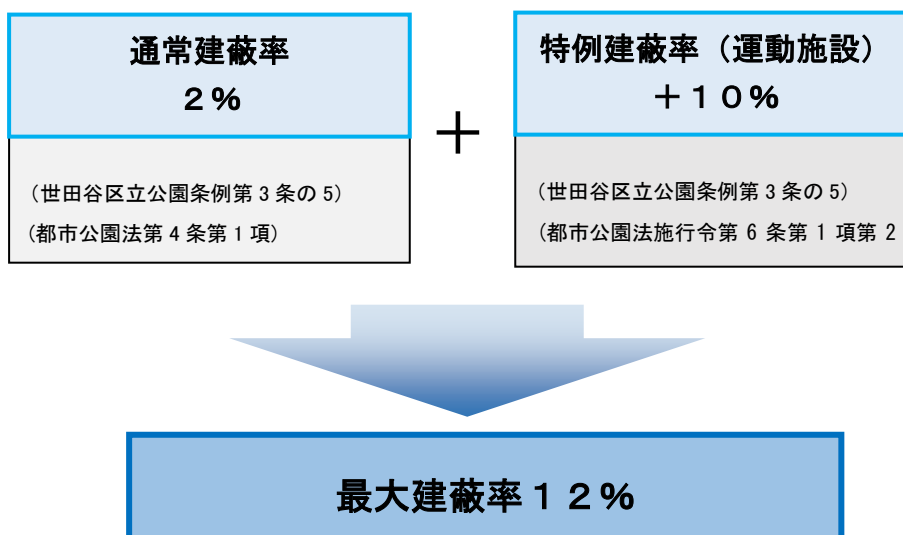 通常建蔽率
２%
＋
特例建蔽率（運動施設）
＋１０%
（世田谷区立公園条例第３条の５）
（都市公園法第４条第１項）
（世田谷区立公園条例第３条の５）
（都市公園法施行令第６条第１項第２
最大建蔽率１２%